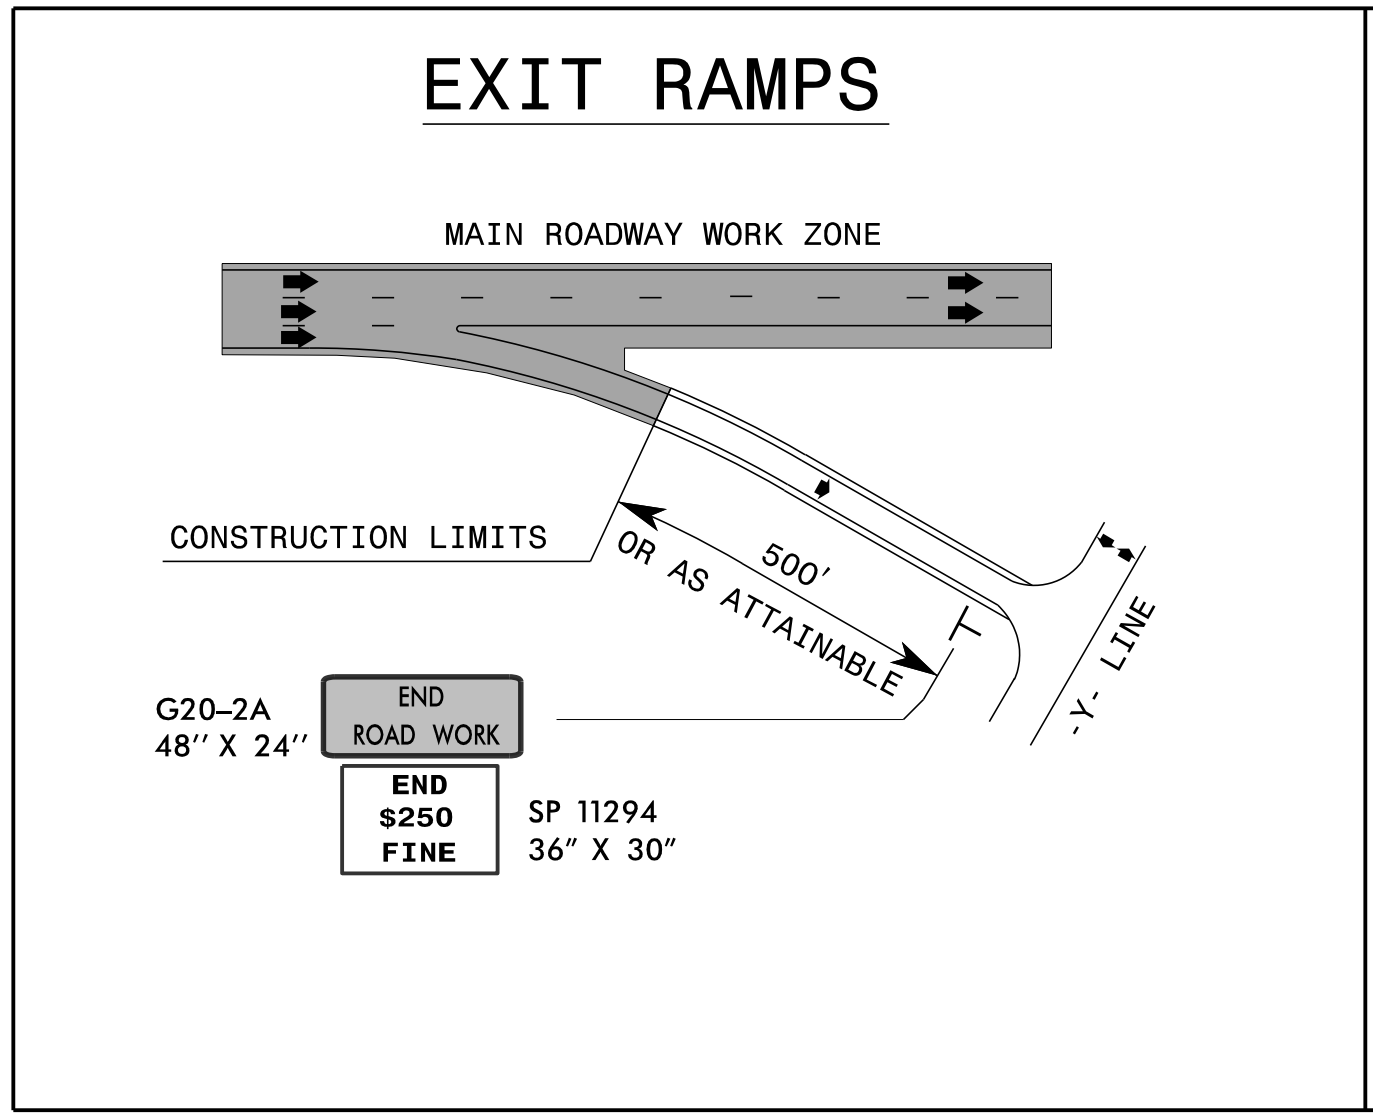 EXIT RAMPS
MAIN ROADWAY WORK ZONE
CONSTRUCTION LIMITS
500'
OR AS ATTAINABLE
-Y- LINE
G20–2A
48'' X 24''
END
ROAD WORK
END
$250
FINE
SP 11294
36" X 30"